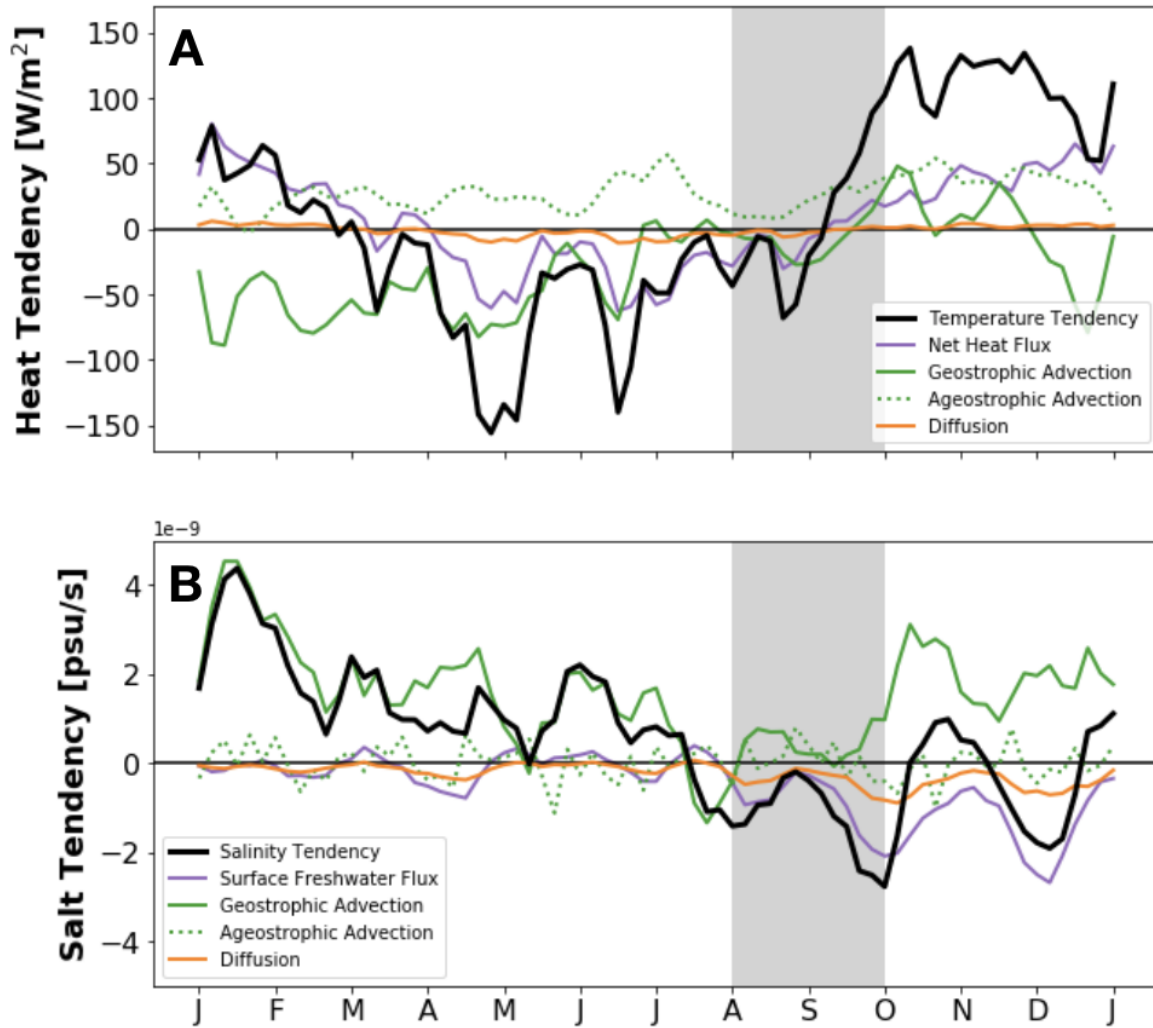 A
Heat Tendency [W/m²]
150
100
50
0
−50
−100
−150
Temperature Tendency
Net Heat Flux
Geostrophic Advection
Ageostrophic Advection
Diffusion
1e−9
B
Salt Tendency [psu/s]
4
2
0
−2
−4
Salinity Tendency
Surface Freshwater Flux
Geostrophic Advection
Ageostrophic Advection
Diffusion
J F M A M J J A S O N D J